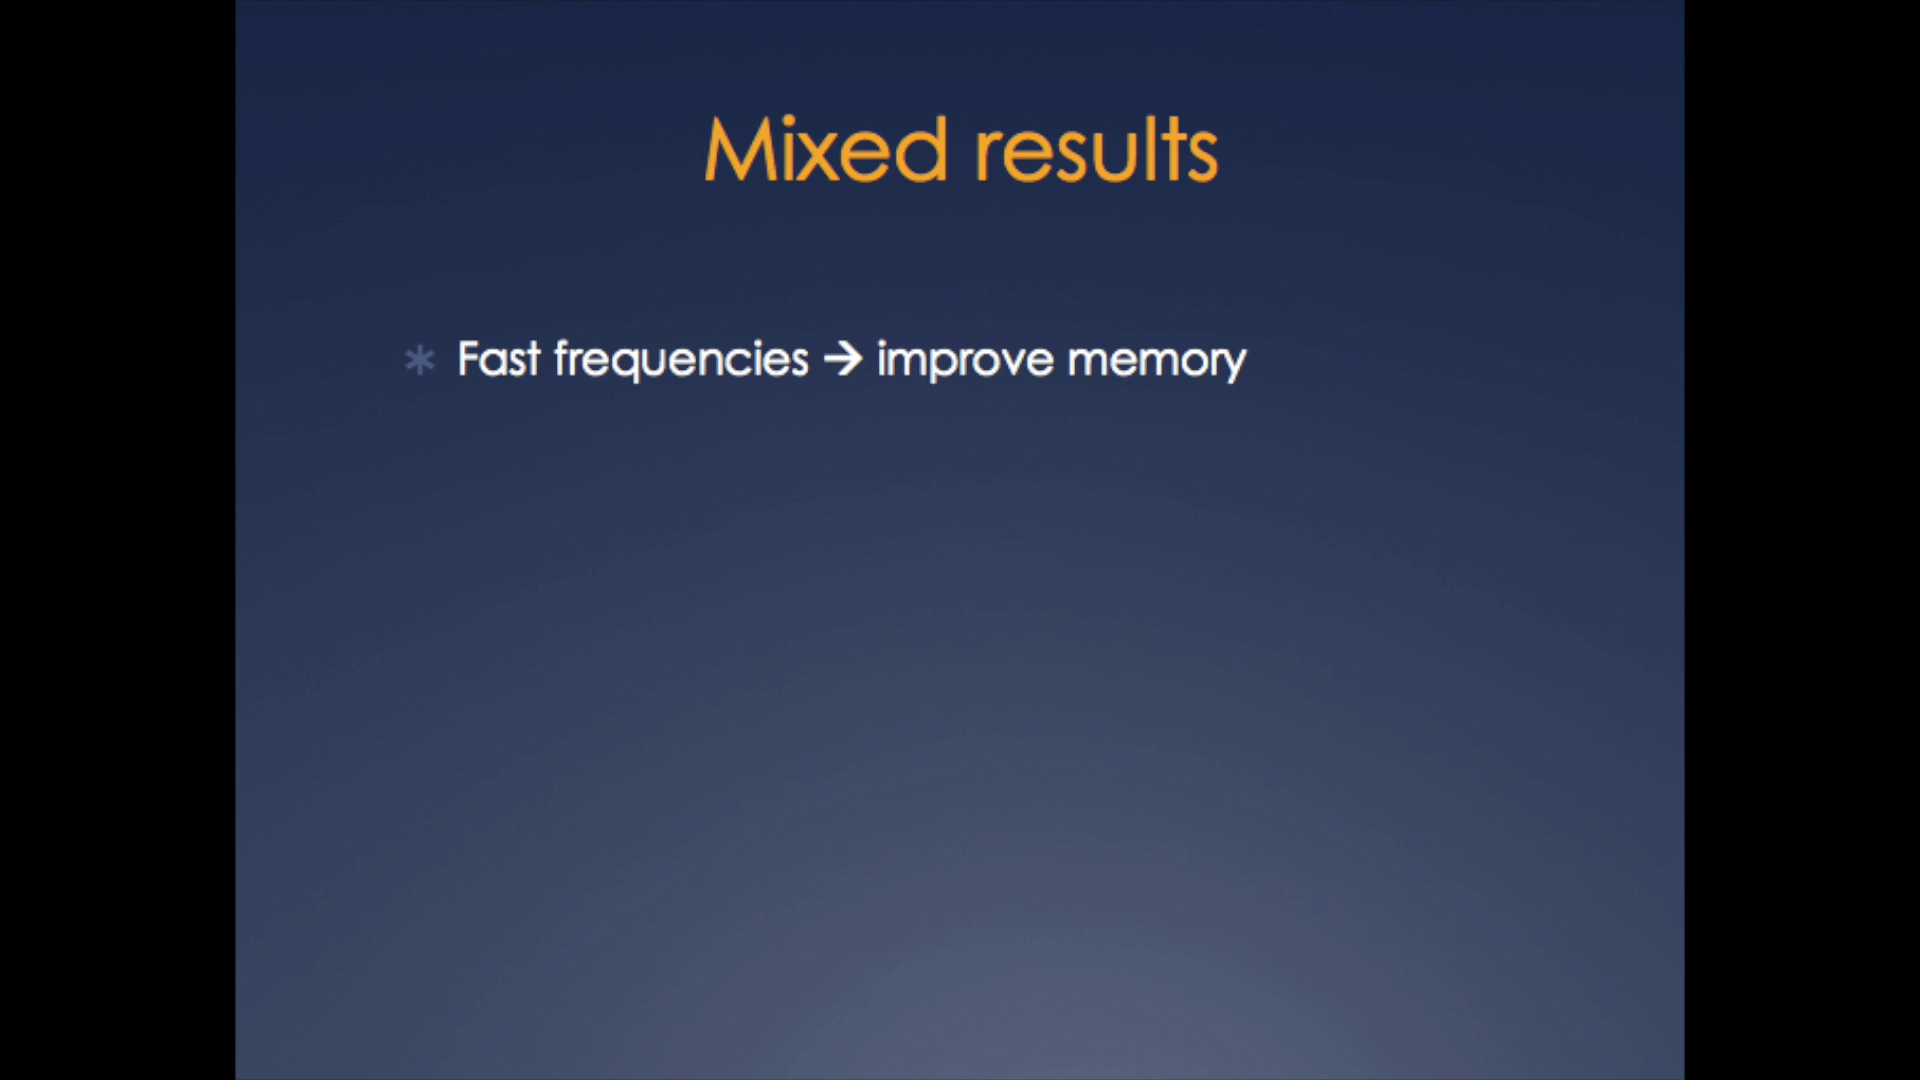 Mixed results
* Fast frequencies → improve memory